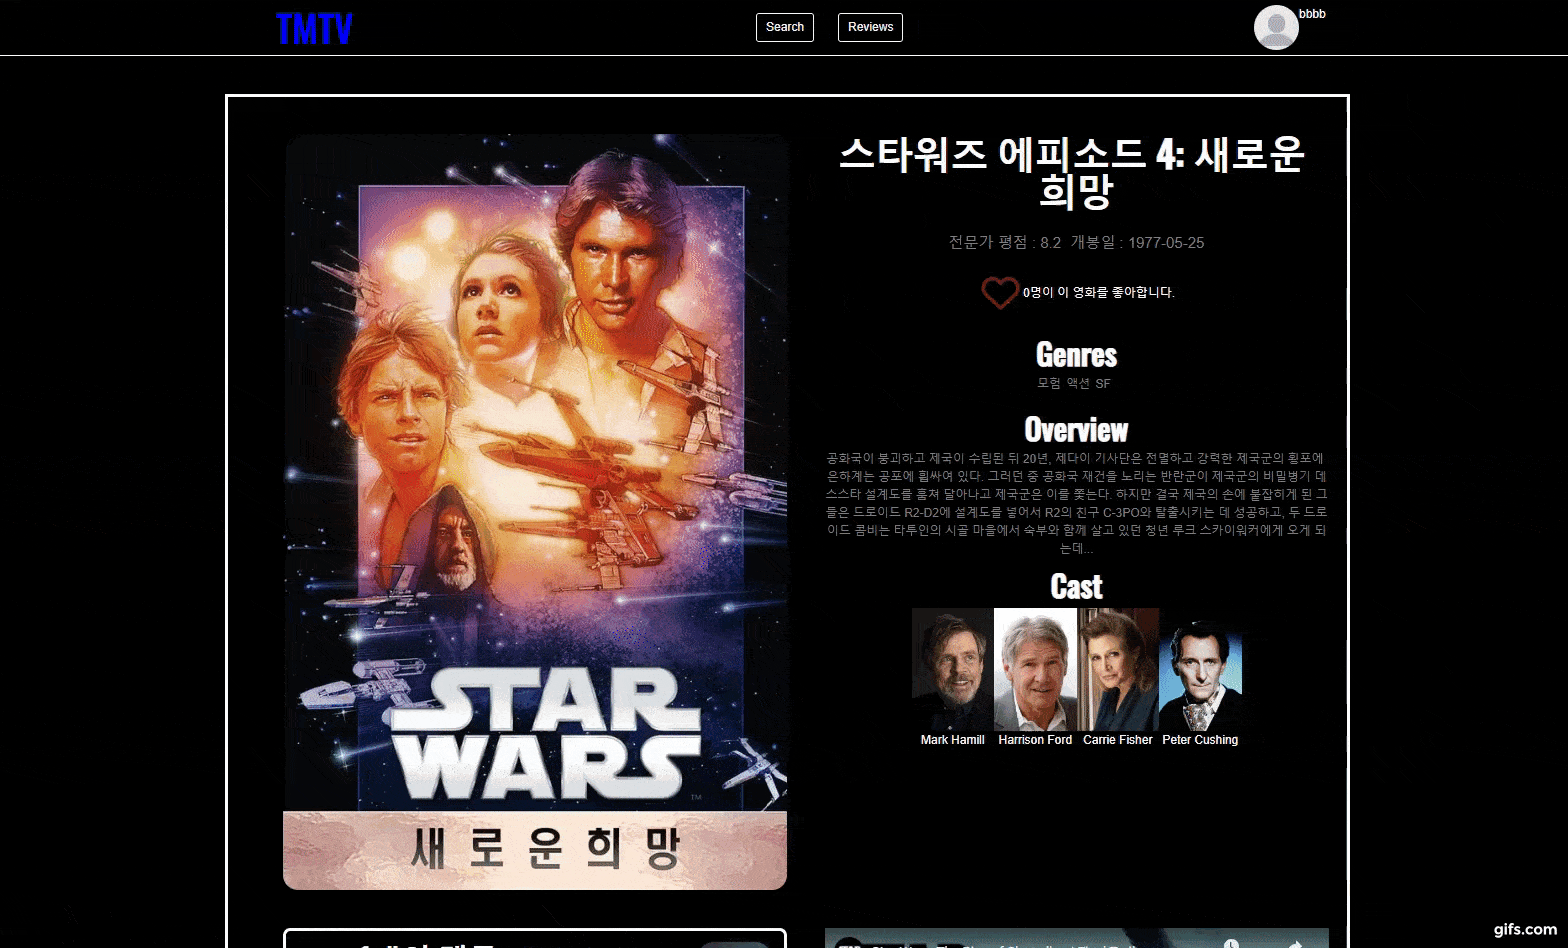 TMTV
Search
Reviews
bbbb
스타워즈 에피소드 4: 새로운
희망
전문가 평점 : 8.2 개봉일 : 1977-05-25
0명이 이 영화를 좋아합니다.
Genres
모험 액션 SF
Overview
공화국이 붕괴하고 제국이 수립된 뒤 20년, 제다이 기사단은 전멸하고 강력한 제국군의 횡포에
은하계는 공포에 휩싸여 있다. 그러던 중 공화국 재건을 노리는 반란군이 제국군의 비밀병기 데
스스타 설계도를 훔쳐 달아나고 제국군은 이를 쫓는다. 하지만 결국 제국의 손에 붙잡히게 된 그
들은 드로이드 R2-D2에 설계도를 넣어서 R2의 친구 C-3PO와 탈출시키는 데 성공하고, 두 드로
이드 콤비는 타투인의 시골 마을에서 숙부와 함께 살고 있던 청년 루크 스카이워커에게 오게 되
는데...
Cast
Mark Hamill
Harrison Ford
Carrie Fisher
Peter Cushing
STAR
WARS
TM
새로운희망
gifs.com